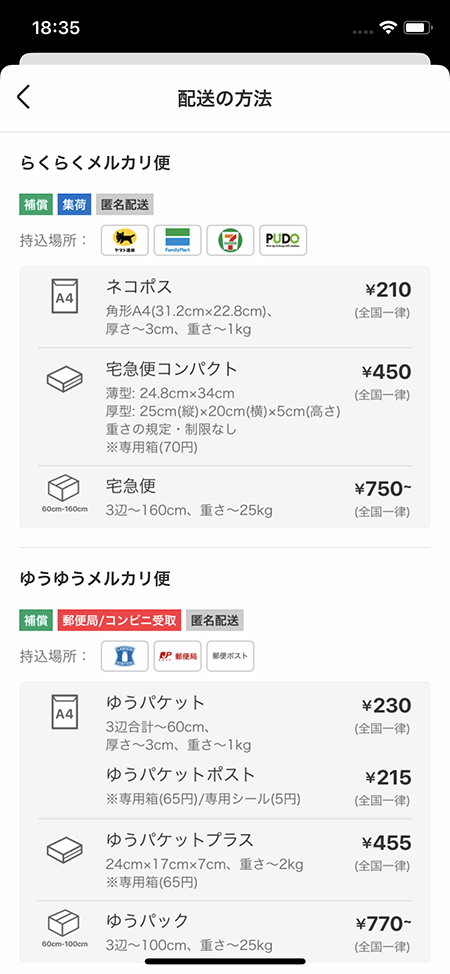 18:35
配送の方法
らくらくメルカリ便
補償 集荷 匿名配送
持込場所： ヤマト運輸 FamilyMart 7 ELEVEN PUDO
A4 ネコポス ¥210
角形A4(31.2cm×22.8cm)、 (全国一律)
厚さ〜3cm、重さ〜1kg
宅急便コンパクト ¥450
薄型: 24.8cm×34cm (全国一律)
厚型: 25cm(縦)×20cm(横)×5cm(高さ)
重さの規定・制限なし
※専用箱(70円)
宅急便 ¥750~
60cm-160cm 3辺〜160cm、重さ〜25kg (全国一律)
ゆうゆうメルカリ便
補償 郵便局/コンビニ受取 匿名配送
持込場所： JP 郵便局 郵便ポスト
A4 ゆうパケット ¥230
3辺合計〜60cm、 (全国一律)
厚さ〜3cm、重さ〜1kg
ゆうパケットポスト ¥215
※専用箱(65円)/専用シール(5円) (全国一律)
ゆうパケットプラス ¥455
24cm×17cm×7cm、重さ〜2kg (全国一律)
※専用箱(65円)
ゆうパック ¥770~
60cm-100cm 3辺〜100cm、重さ〜25kg (全国一律)